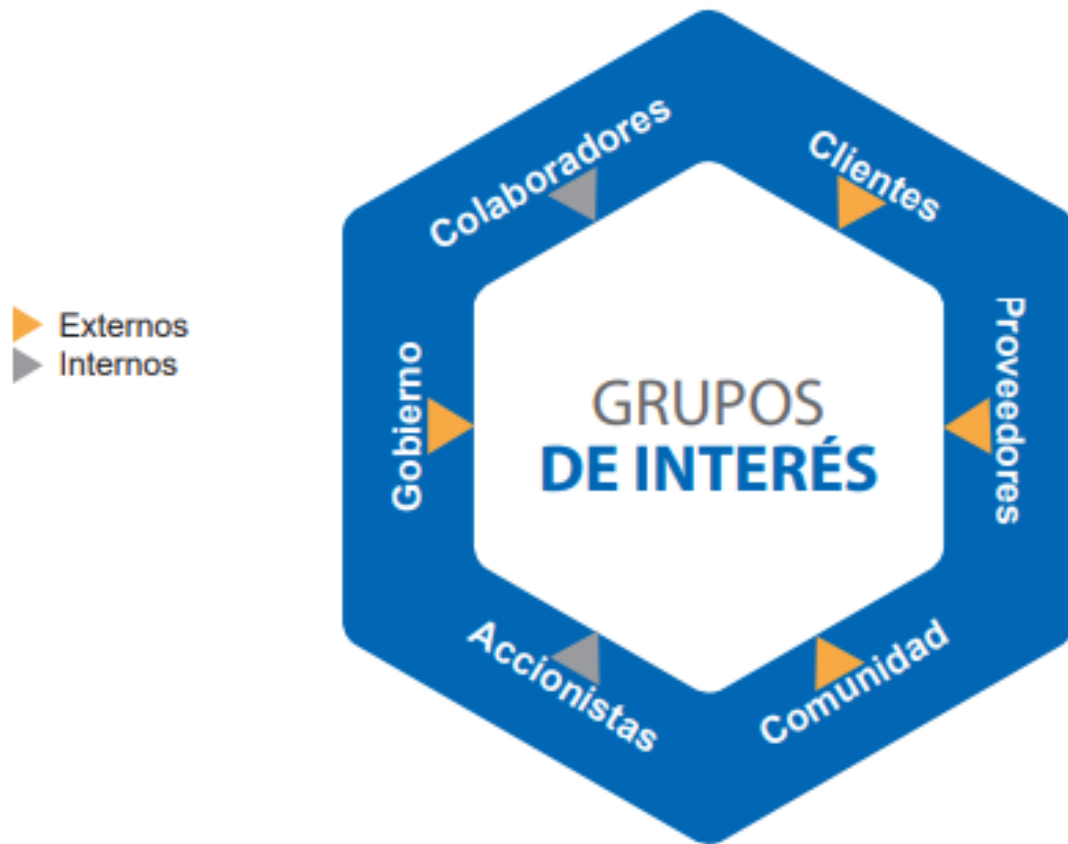 Colaboradores
Clientes
Externos
Internos
Gobierno
Proveedores
GRUPOS
DE INTERÉS
Accionistas
Comunidad